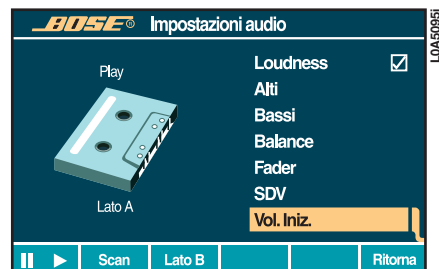 BOSE® Impostazioni audio
Play
Lato A
Loudness
Alti
Bassi
Balance
Fader
SDV
Vol. Iniz.
Scan Lato B Ritorna
L0A5095i